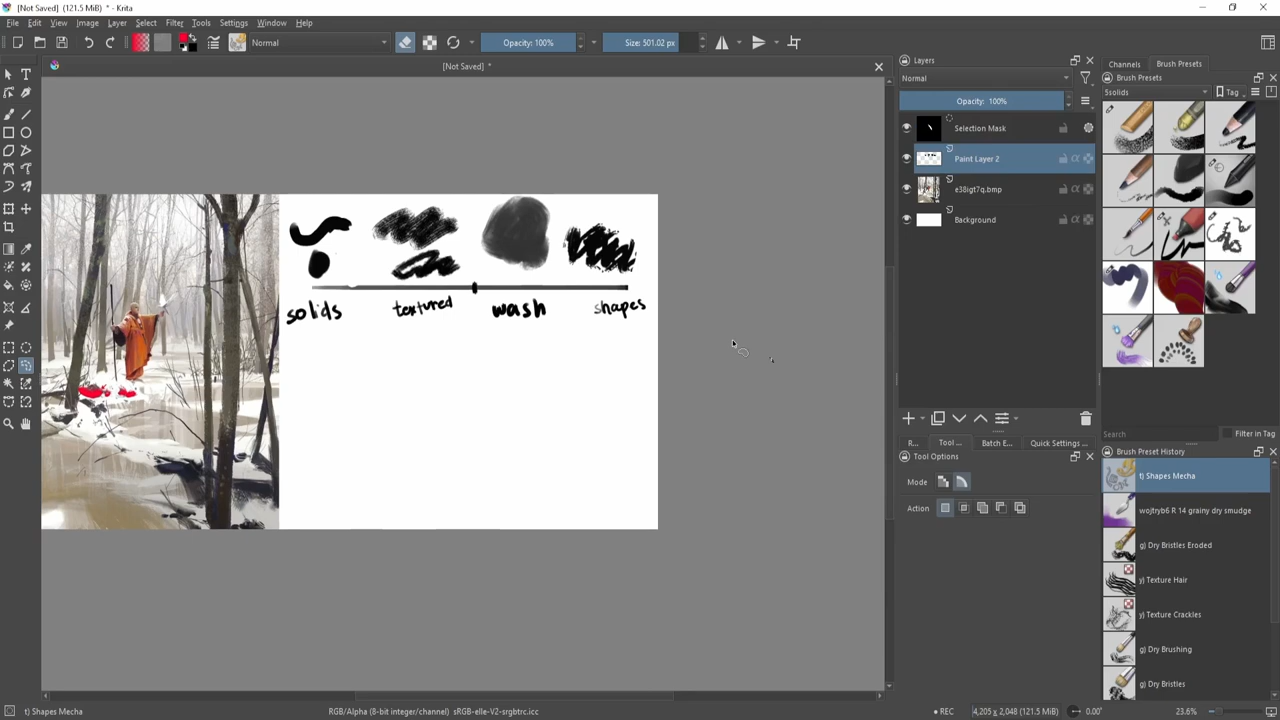 [Not Saved] (121.5 MiB) * - Krita
File Edit View Image Layer Select Filter Tools Settings Window Help
Normal
Opacity: 100%
Size: 501.02 px
[Not Saved] *
solids
textured
wash
shapes
Layers
Normal
Opacity: 100%
Selection Mask
Paint Layer 2
e38igt7q.bmp
Background
R... Tool ... Batch E... Quick Settings ...
Tool Options
Mode
Action
Channels Brush Presets
Brush Presets
5solids
Tag
Search
Filter in Tag
Brush Preset History
t) Shapes Mecha
wojtryb6 R 14 grainy dry smudge
g) Dry Bristles Eroded
y) Texture Hair
y) Texture Crackles
g) Dry Brushing
g) Dry Bristles
t) Shapes Mecha
RGB/Alpha (8-bit integer/channel) sRGB-elle-V2-srgbtrc.icc
REC
4,205 x 2,048 (121.5 MiB)
0.00°
23.6%